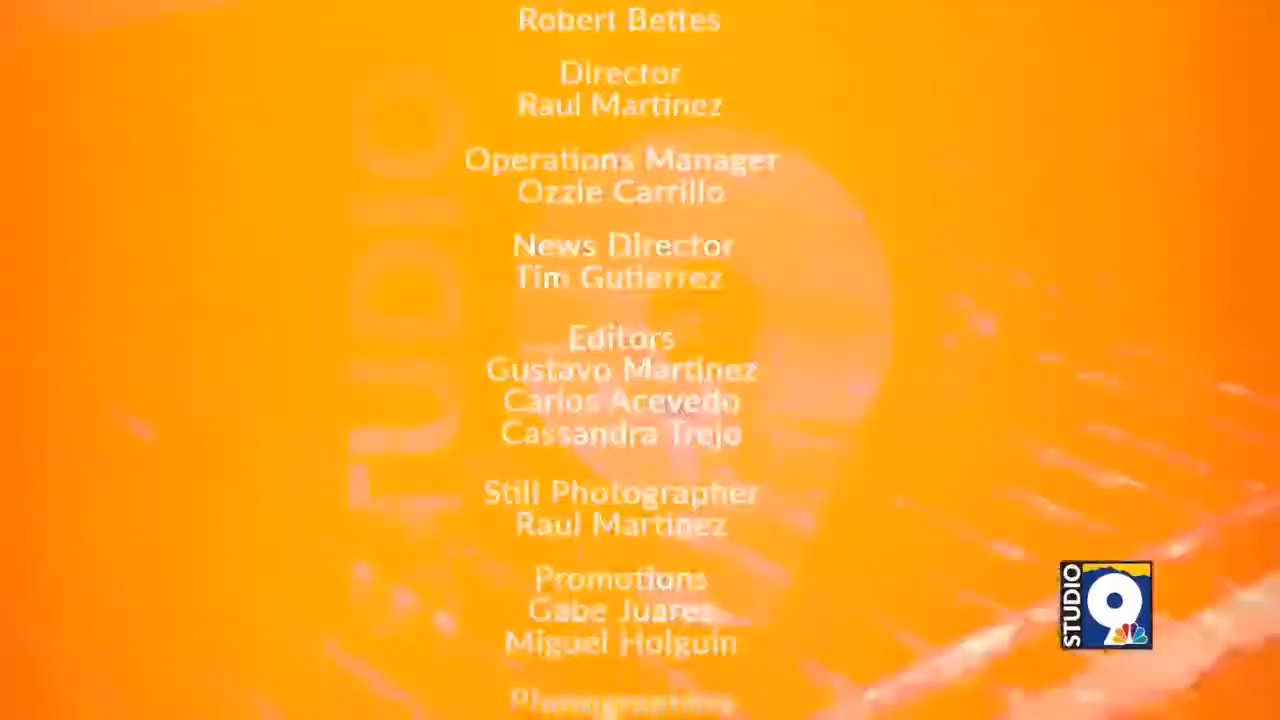 Robert Bettes
Director
Raul Martinez
Operations Manager
Ozzie Carrillo
News Director
Tim Gutierrez
Editors
Gustavo Martinez
Carlos Acevedo
Cassandra Trejo
Still Photographer
Raul Martinez
Promotions
Gabe Juarez
Miguel Holguin
STUDIO
STUDIO 9